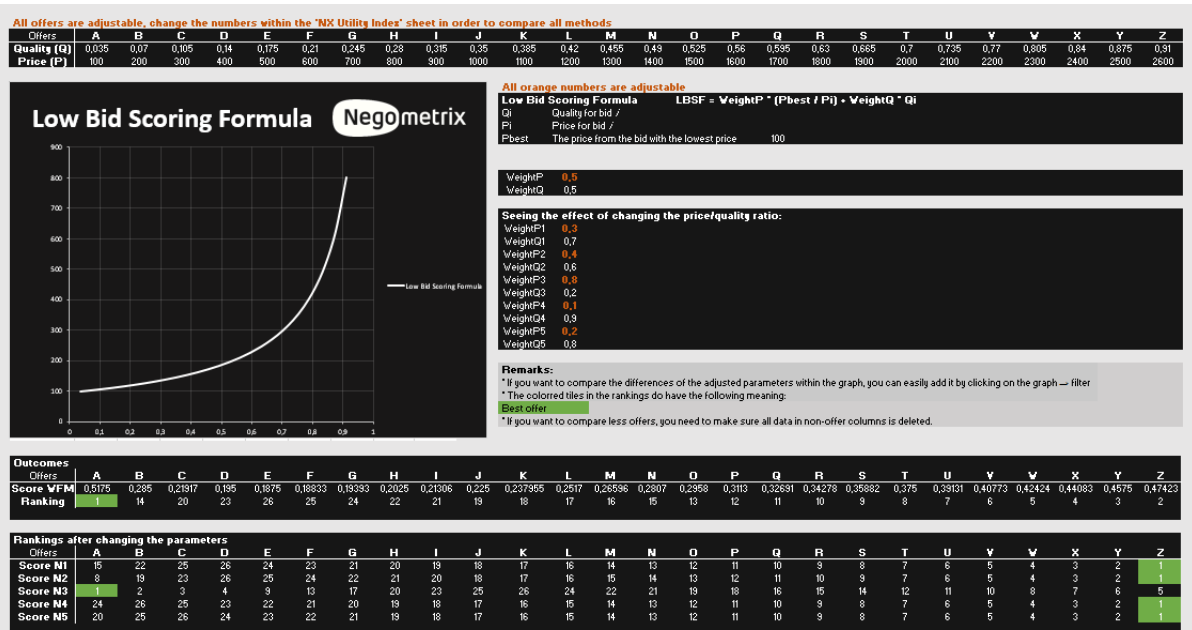 All offers are adjustable, change the numbers within the 'NX Utility Index' sheet in order to compare all methods
Offers A B C D E F G H I J K L M N O P Q R S T U V W X Y Z
Quality (Q) 0,035 0,07 0,105 0,14 0,175 0,21 0,245 0,28 0,315 0,35 0,385 0,42 0,455 0,49 0,525 0,56 0,595 0,63 0,665 0,7 0,735 0,77 0,805 0,84 0,875 0,91
Price (P) 100 200 300 400 500 600 700 800 900 1000 1100 1200 1300 1400 1500 1600 1700 1800 1900 2000 2100 2200 2300 2400 2500 2600
Low Bid Scoring Formula Negometrix
900
800
700
600
500
400
300
200
100
0
0 0,1 0,2 0,3 0,4 0,5 0,6 0,7 0,8 0,9 1
Low Bid Scoring Formula
All orange numbers are adjustable
Low Bid Scoring Formula LBSF = WeightP * (Pbest / Pi) + WeightQ * Qi
Qi Quality for bid i
Pi Price for bid i
Pbest The price from the bid with the lowest price 100
WeightP 0,5
WeightQ 0,5
Seeing the effect of changing the price/quality ratio:
WeightP1 0,3
WeightQ1 0,7
WeightP2 0,4
WeightQ2 0,6
WeightP3 0,8
WeightQ3 0,2
WeightP4 0,1
WeightQ4 0,9
WeightP5 0,2
WeightQ5 0,8
Remarks:
* If you want to compare the differences of the adjusted parameters within the graph, you can easily add it by clicking on the graph → filter
* The colorred tiles in the rankings do have the following meaning:
Best offer
* If you want to compare less offers, you need to make sure all data in non-offer columns is deleted.
Outcomes
Offers A B C D E F G H I J K L M N O P Q R S T U V W X Y Z
Score WFM 0,5175 0,285 0,21917 0,195 0,1875 0,18833 0,19393 0,2025 0,21306 0,225 0,237955 0,2517 0,26596 0,2807 0,2958 0,3113 0,32691 0,34278 0,35882 0,375 0,39131 0,40773 0,42424 0,44083 0,4575 0,47423
Ranking 1 14 20 23 26 25 24 22 21 19 18 17 16 15 13 12 11 10 9 8 7 6 5 4 3 2
Rankings after changing the parameters
Offers A B C D E F G H I J K L M N O P Q R S T U V W X Y Z
Score N1 15 22 25 26 24 23 21 20 19 18 17 16 14 13 12 11 10 9 8 7 6 5 4 3 2 1
Score N2 8 19 23 26 25 24 22 21 20 18 17 16 15 14 13 12 11 10 9 7 6 5 4 3 2 1
Score N3 1 2 3 4 9 13 17 20 23 25 26 24 22 21 19 18 16 15 14 12 11 10 8 7 6 5
Score N4 24 26 25 23 22 21 20 19 18 17 16 15 14 13 12 11 10 9 8 7 6 5 4 3 2 1
Score N5 20 25 26 24 23 22 21 19 18 17 16 15 14 13 12 11 10 9 8 7 6 5 4 3 2 1